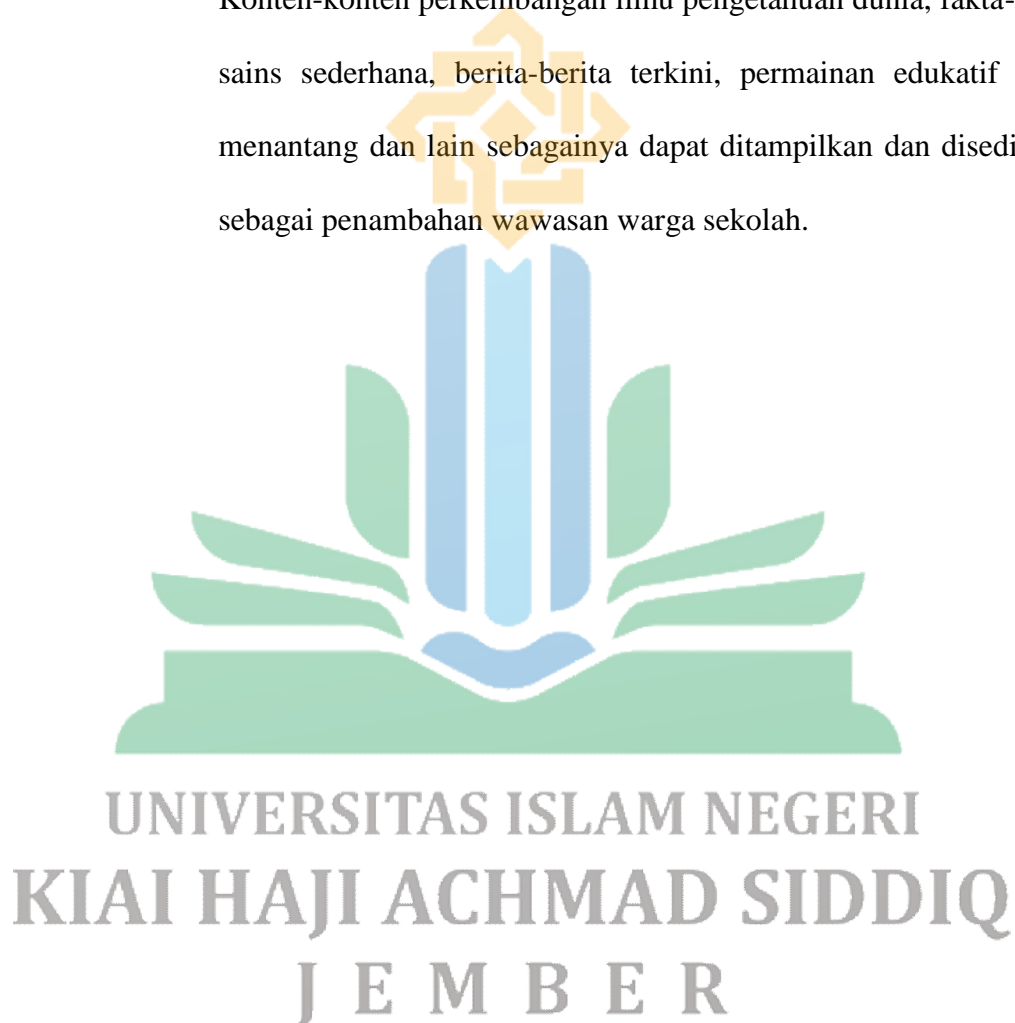 Konten-konten perkembangan ilmu pengetahuan dunia, fakta-
sains sederhana, berita-berita terkini, permainan edukatif
menantang dan lain sebagainya dapat ditampilkan dan disedi
sebagai penambahan wawasan warga sekolah.
UNIVERSITAS ISLAM NEGERI
KIAI HAJI ACHMAD SIDDIQ
JEMBER